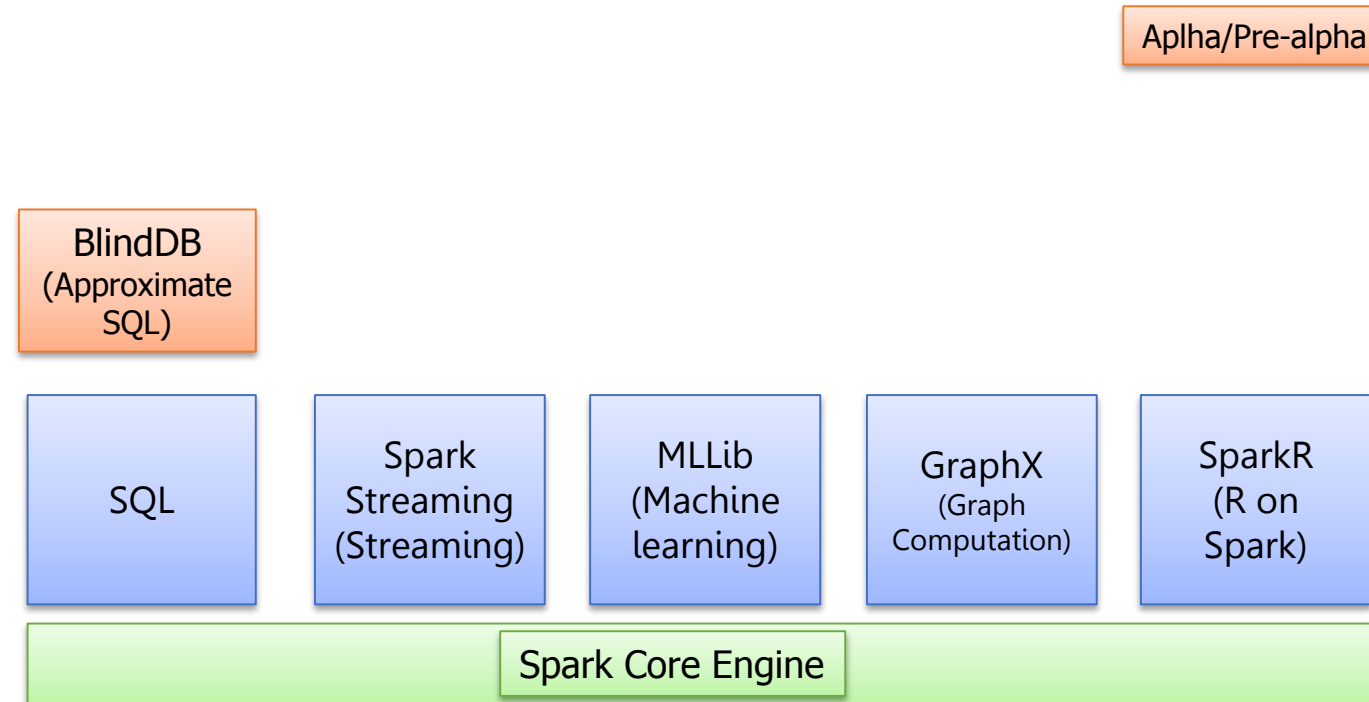 Aplha/Pre-alpha
BlindDB
(Approximate
SQL)
SQL
Spark
Streaming
(Streaming)
MLLib
(Machine
learning)
GraphX
(Graph
Computation)
SparkR
(R on
Spark)
Spark Core Engine